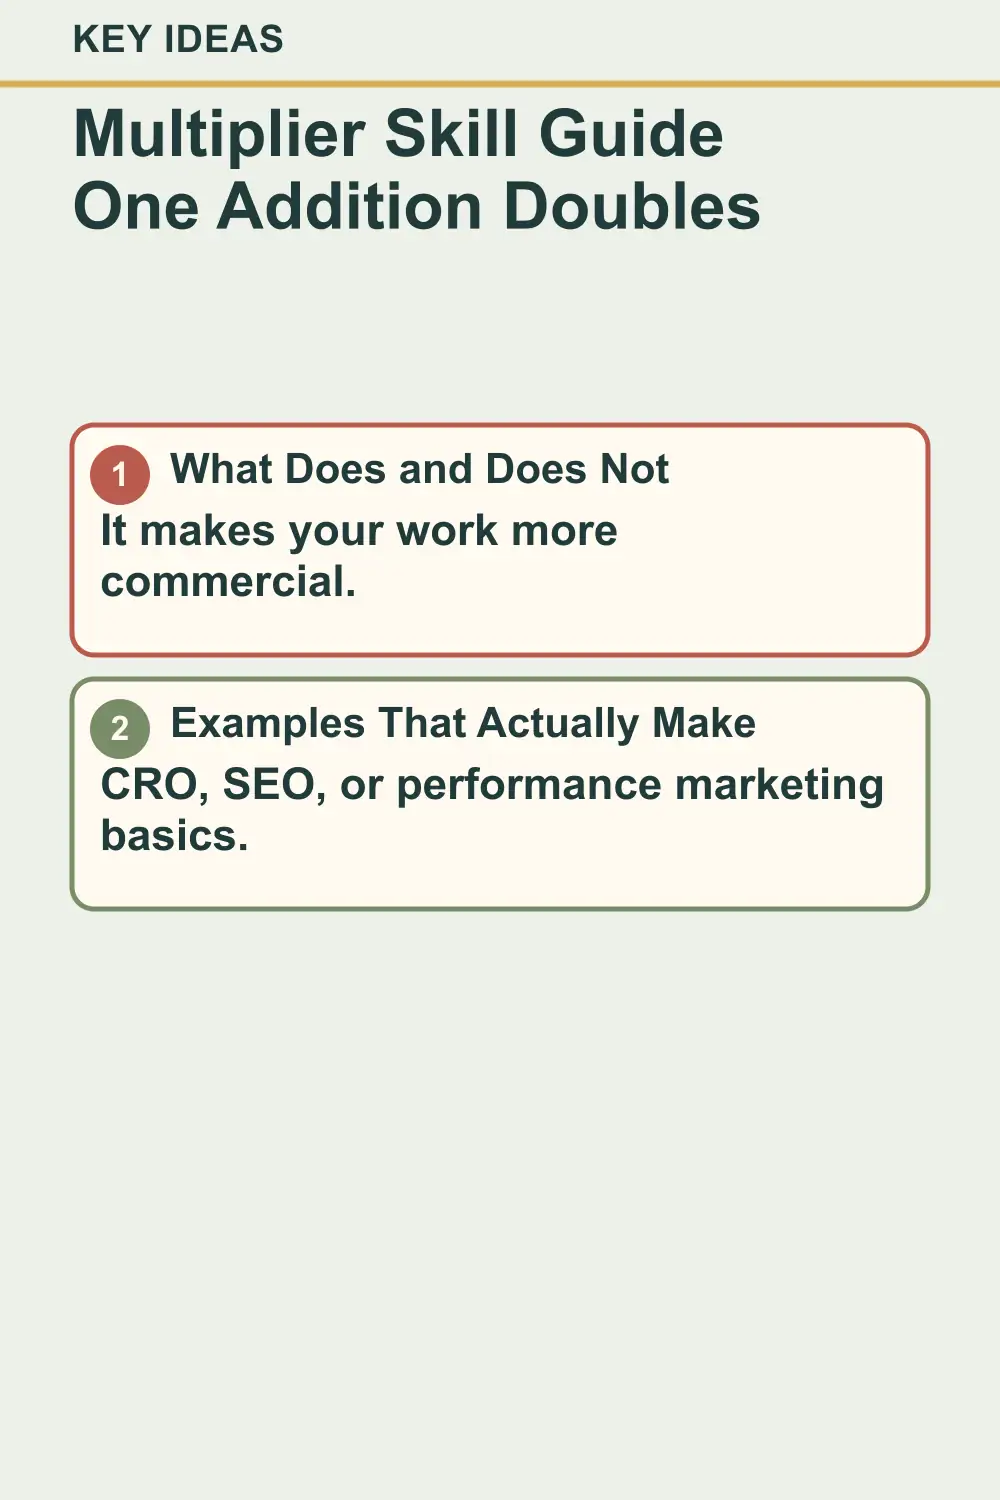 KEY IDEAS
Multiplier Skill Guide
One Addition Doubles
1 What Does and Does Not
It makes your work more
commercial.
2 Examples That Actually Make
CRO, SEO, or performance marketing
basics.